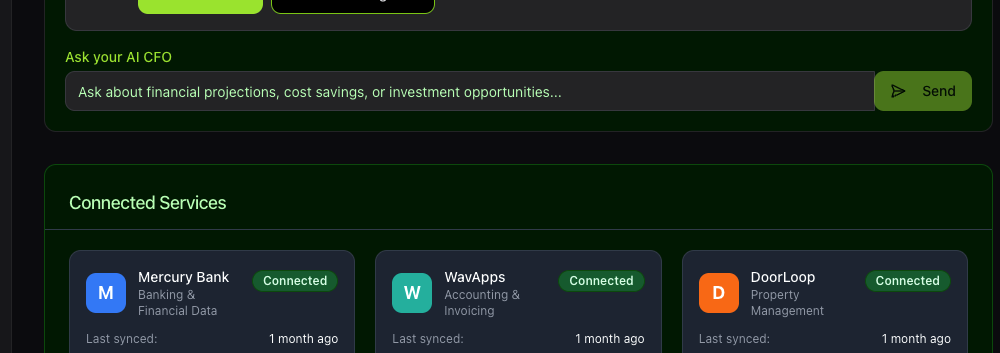 Ask your AI CFO
Ask about financial projections, cost savings, or investment opportunities...
Send
Connected Services
M
Mercury Bank
Connected
Banking &
Financial Data
Last synced:
1 month ago
W
WavApps
Connected
Accounting &
Invoicing
Last synced:
1 month ago
D
DoorLoop
Connected
Property
Management
Last synced:
1 month ago